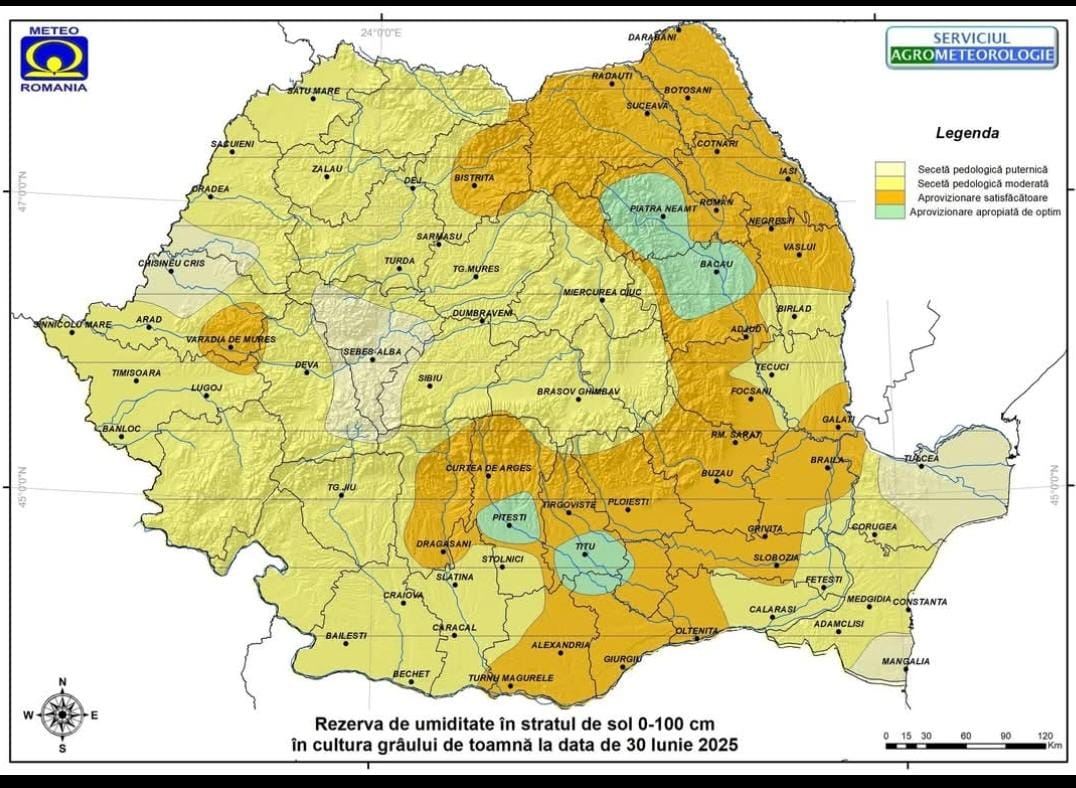 METEO
ROMANIA
24°0'0"E
SERVICIUL
AGROMETEOROLOGIE
Legenda
Secetă pedologică puternică
Secetă pedologică moderată
Aprovizionare satisfăcătoare
Aprovizionare apropiată de optim
DARABANI
RADAUTI
BOTOSANI
SATU MARE
SUCEAVA
SACUIENI
COTNARI
ZALAU
DEJ
BISTRITA
IASI
ORADEA
47°0'0"N
47°0'0"N
PIATRA NEAMT
ROMAN
NEGRESTI
SARMASU
VASLUI
CHISINEU CRIS
TURDA
TG.MURES
BACAU
MIERCUREA CIUC
DUMBRAVENI
BIRLAD
SINNICOLU MARE
ARAD
VARADIA DE MURES
ADJUD
SEBES ALBA
DEVA
TIMISOARA
SIBIU
TECUCI
LUGOJ
BRASOV GHIMBAV
FOCSANI
BANLOC
GALATI
RM. SARAT
TULCEA
CURTEA DE ARGES
BRAILA
BUZAU
45°0'0"N
45°0'0"N
TG.JIU
TIRGOVISTE
PLOIESTI
PITESTI
CORUGEA
GRIVITA
DRAGASANI
TITU
STOLNICI
SLOBOZIA
SLATINA
FETESTI
CRAIOVA
MEDGIDIA
CONSTANTA
CALARASI
CARACAL
ADAMCLISI
BAILESTI
OLTENITA
ALEXANDRIA
GIURGIU
MANGALIA
BECHET
TURNU MAGURELE
N
W
E
S
Rezerva de umiditate în stratul de sol 0-100 cm
în cultura grâului de toamnă la data de 30 Iunie 2025
0 15 30 60 90 120
Km